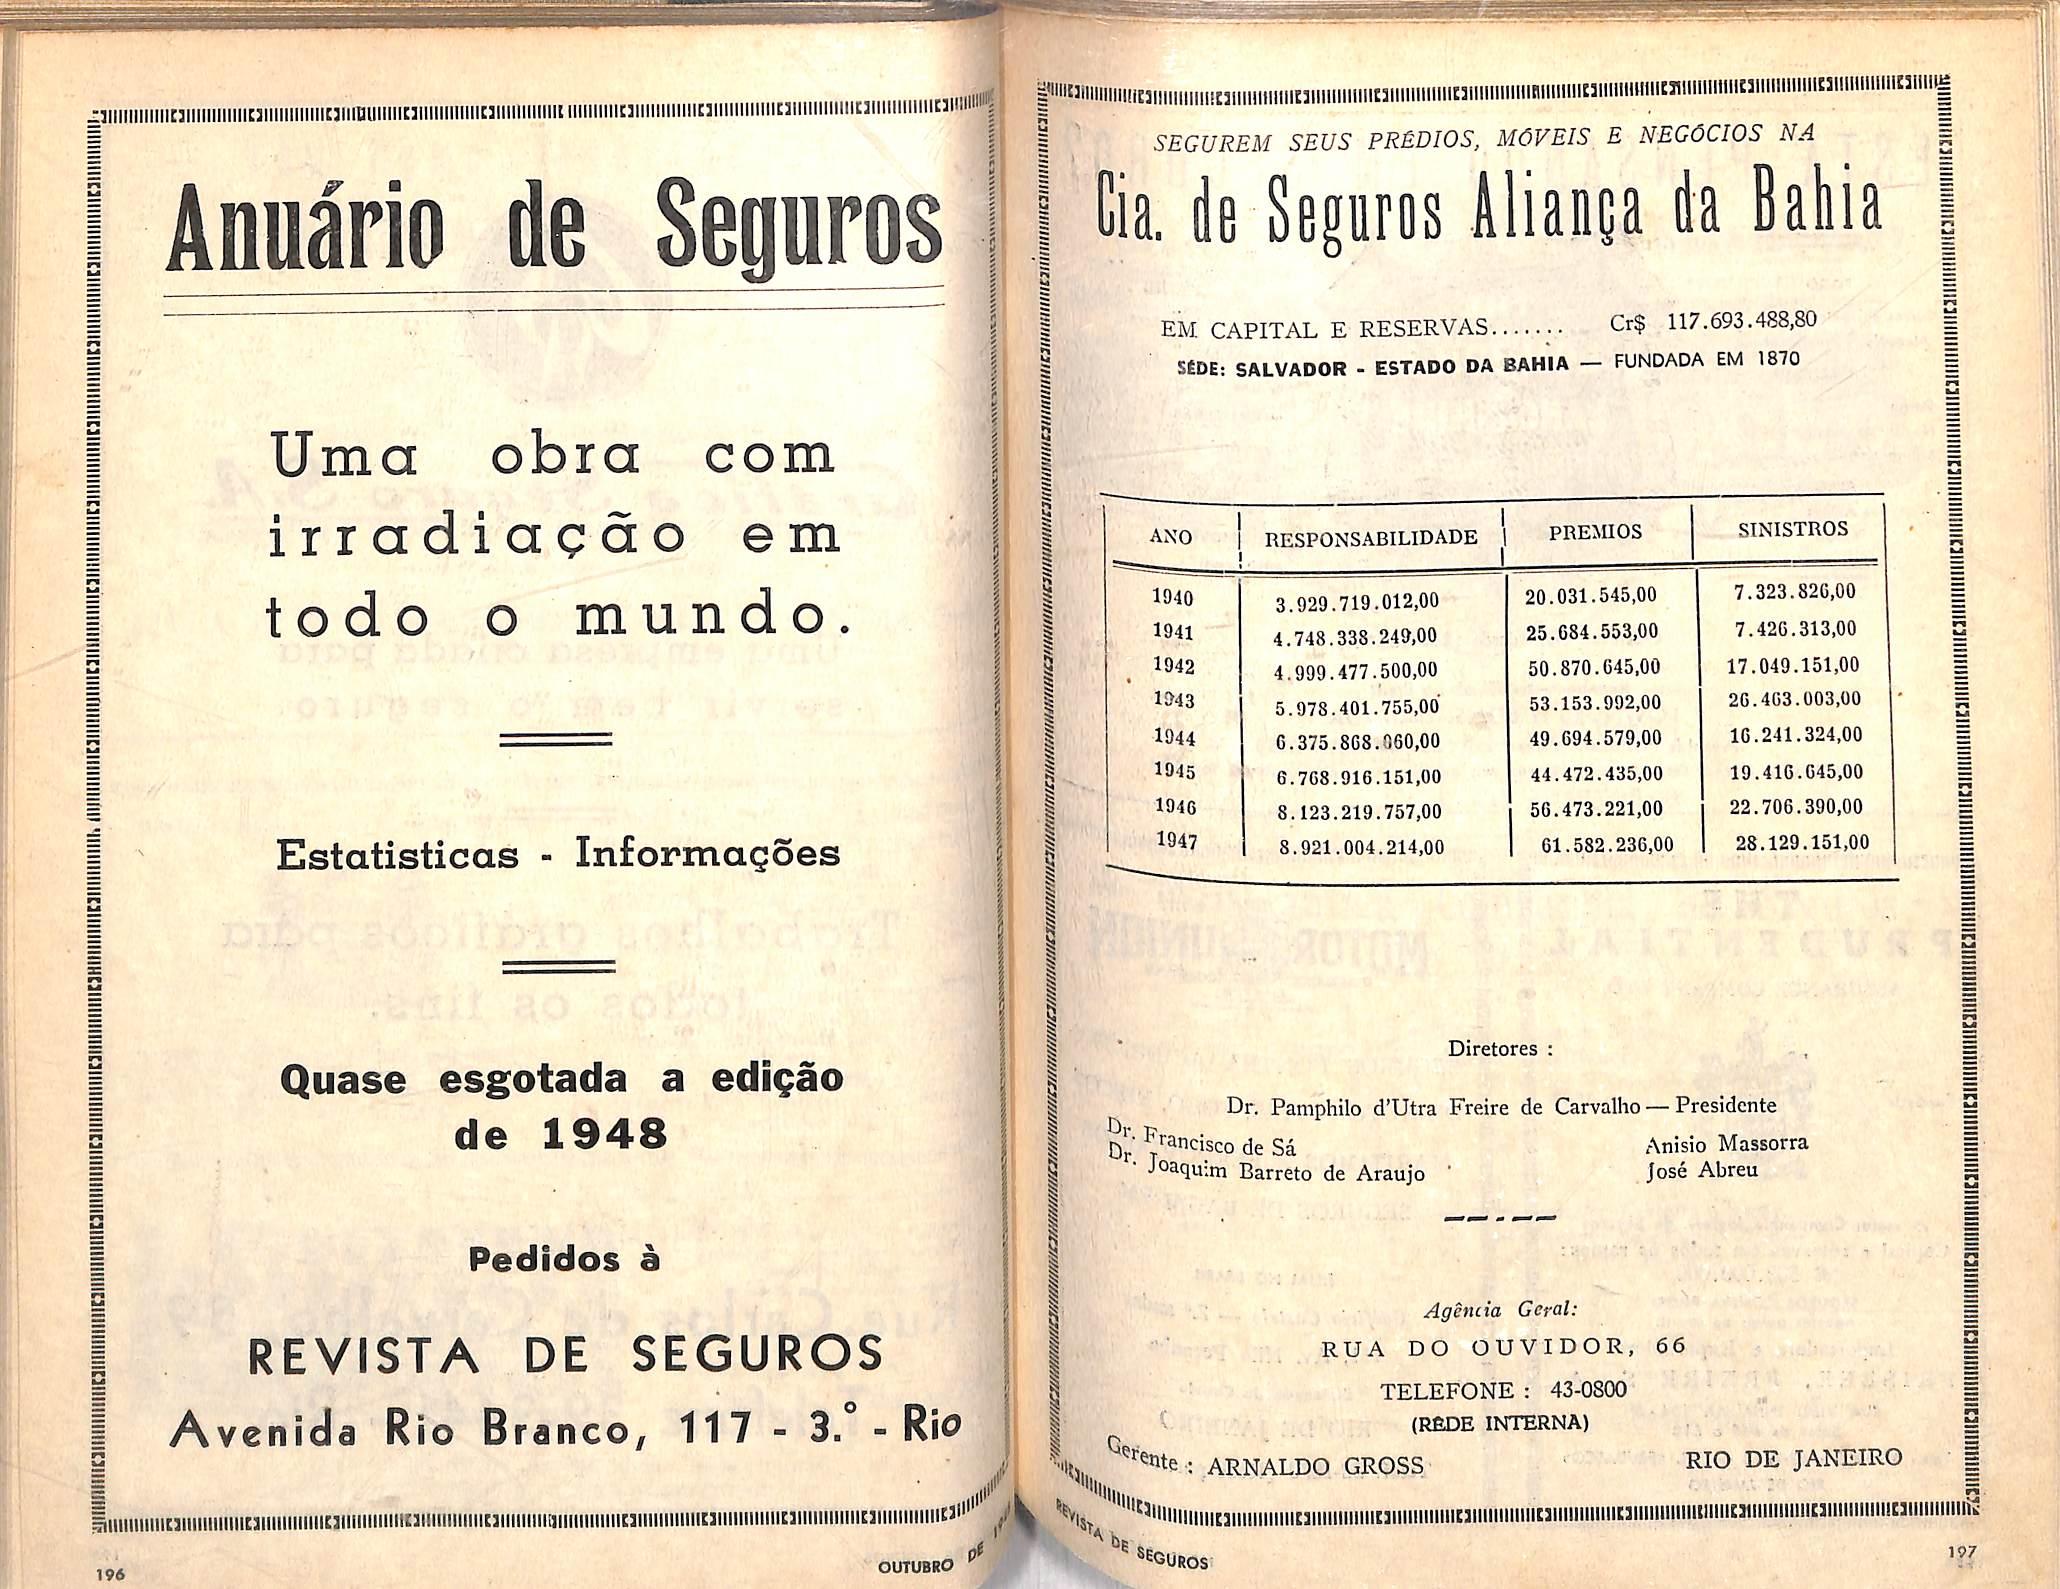 Anuário de Seguros
Uma obra com
irradiação em
todo o mundo.
Estatisticas - Informações
Quase esgotada a edição
de 1948
Pedidos à
REVISTA DE SEGUROS
Avenida Rio Branco, 117 - 3.º - Rio
196
OUTUBRO DE
SEGUREM SEUS PRÉDIOS, MÓVEIS E NEGÓCIOS NA
Cia. de Seguros Aliança da Bahia
EM CAPITAL E RESERVAS....... Cr$ 117.693.488,80
SÉDE: SALVADOR - ESTADO DA BAHIA — FUNDADA EM 1870
ANO RESPONSABILIDADE PREMIOS SINISTROS
1940 3.929.719.012,00 20.031.545,00 7.323.826,00
1941 4.748.338.249,00 25.684.553,00 7.426.313,00
1942 4.999.477.500,00 50.870.645,00 17.049.151,00
1943 5.978.401.755,00 53.153.992,00 26.463.003,00
1944 6.375.868.060,00 49.694.579,00 16.241.324,00
1945 6.768.916.151,00 44.472.435,00 19.416.645,00
1946 8.123.219.757,00 56.473.221,00 22.706.390,00
1947 8.921.004.214,00 61.582.236,00 28.129.151,00
Diretores :
Dr. Pamphilo d'Utra Freire de Carvalho — Presidente
Dr. Francisco de Sá Anisio Massorra
Dr. Joaquim Barreto de Araujo José Abreu
Agência Geral:
RUA DO OUVIDOR, 66
TELEFONE : 43-0800
(RÊDE INTERNA)
Gerente : ARNALDO GROSS RIO DE JANEIRO
REVISTA DE SEGUROS
197